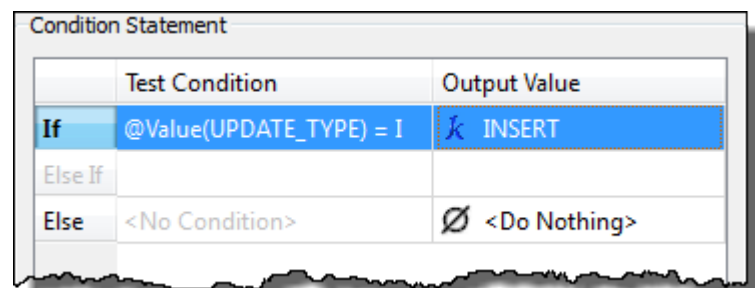 Condition Statement
Test Condition Output Value
If @Value(UPDATE_TYPE) = I k INSERT
Else If
Else <No Condition> <Do Nothing>